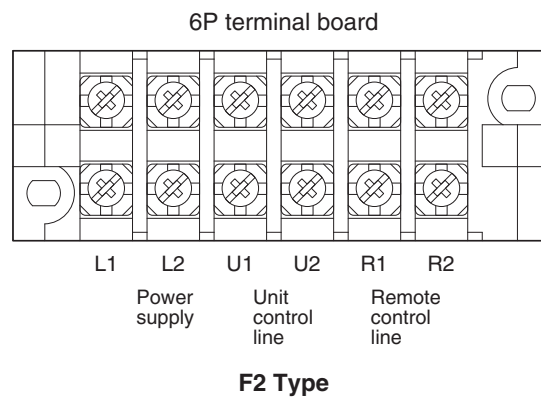 6P terminal board
L1 L2 U1 U2 R1 R2
Power supply
Unit control line
Remote control line
F2 Type